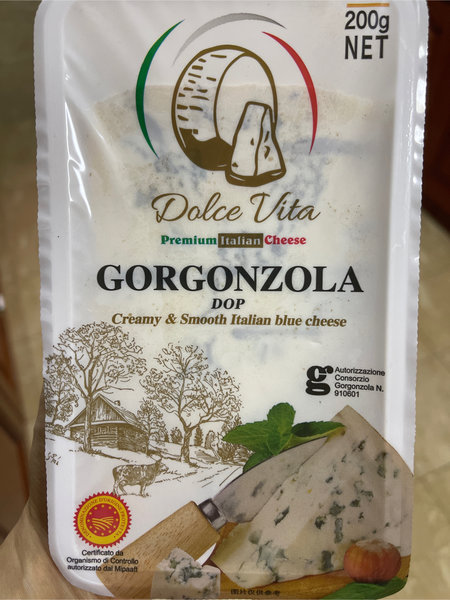 200g
NET
Dolce Vita
Premium Italian Cheese
GORGONZOLA
DOP
Creamy & Smooth Italian blue cheese
Autorizzazione
Consorzio
Gorgonzola N.
910601
Certificato da
Organismo di Controllo
autorizzato dal Mipaaft